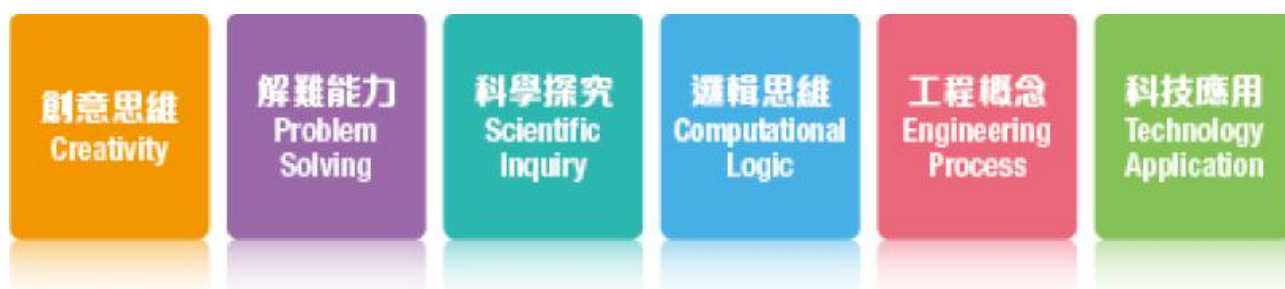 創意思維
Creativity
解難能力
Problem
Solving
科學探究
Scientific
Inquiry
邏輯思維
Computational
Logic
工程概念
Engineering
Process
科技應用
Technology
Application